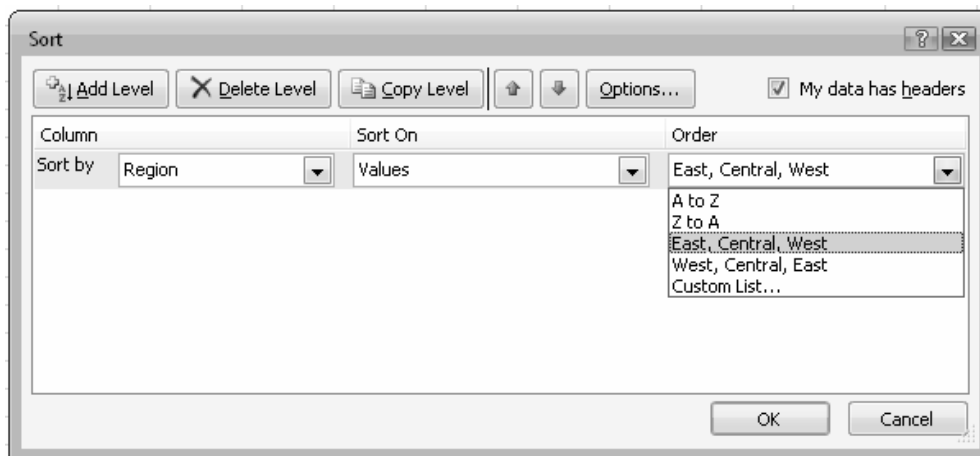 Sort
Add Level Delete Level Copy Level Options... My data has headers
Column Sort On Order
Sort by Region Values East, Central, West
A to Z
Z to A
East, Central, West
West, Central, East
Custom List...
OK Cancel